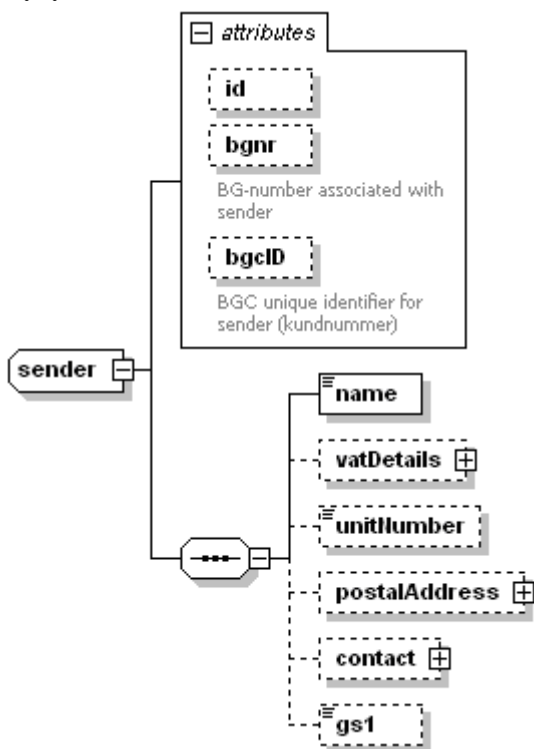 attributes
id
bgnr
BG-number associated with
sender
bgcID
BGC unique identifier for
sender (kundnummer)
sender
name
vatDetails
unitNumber
postalAddress
contact
gs1